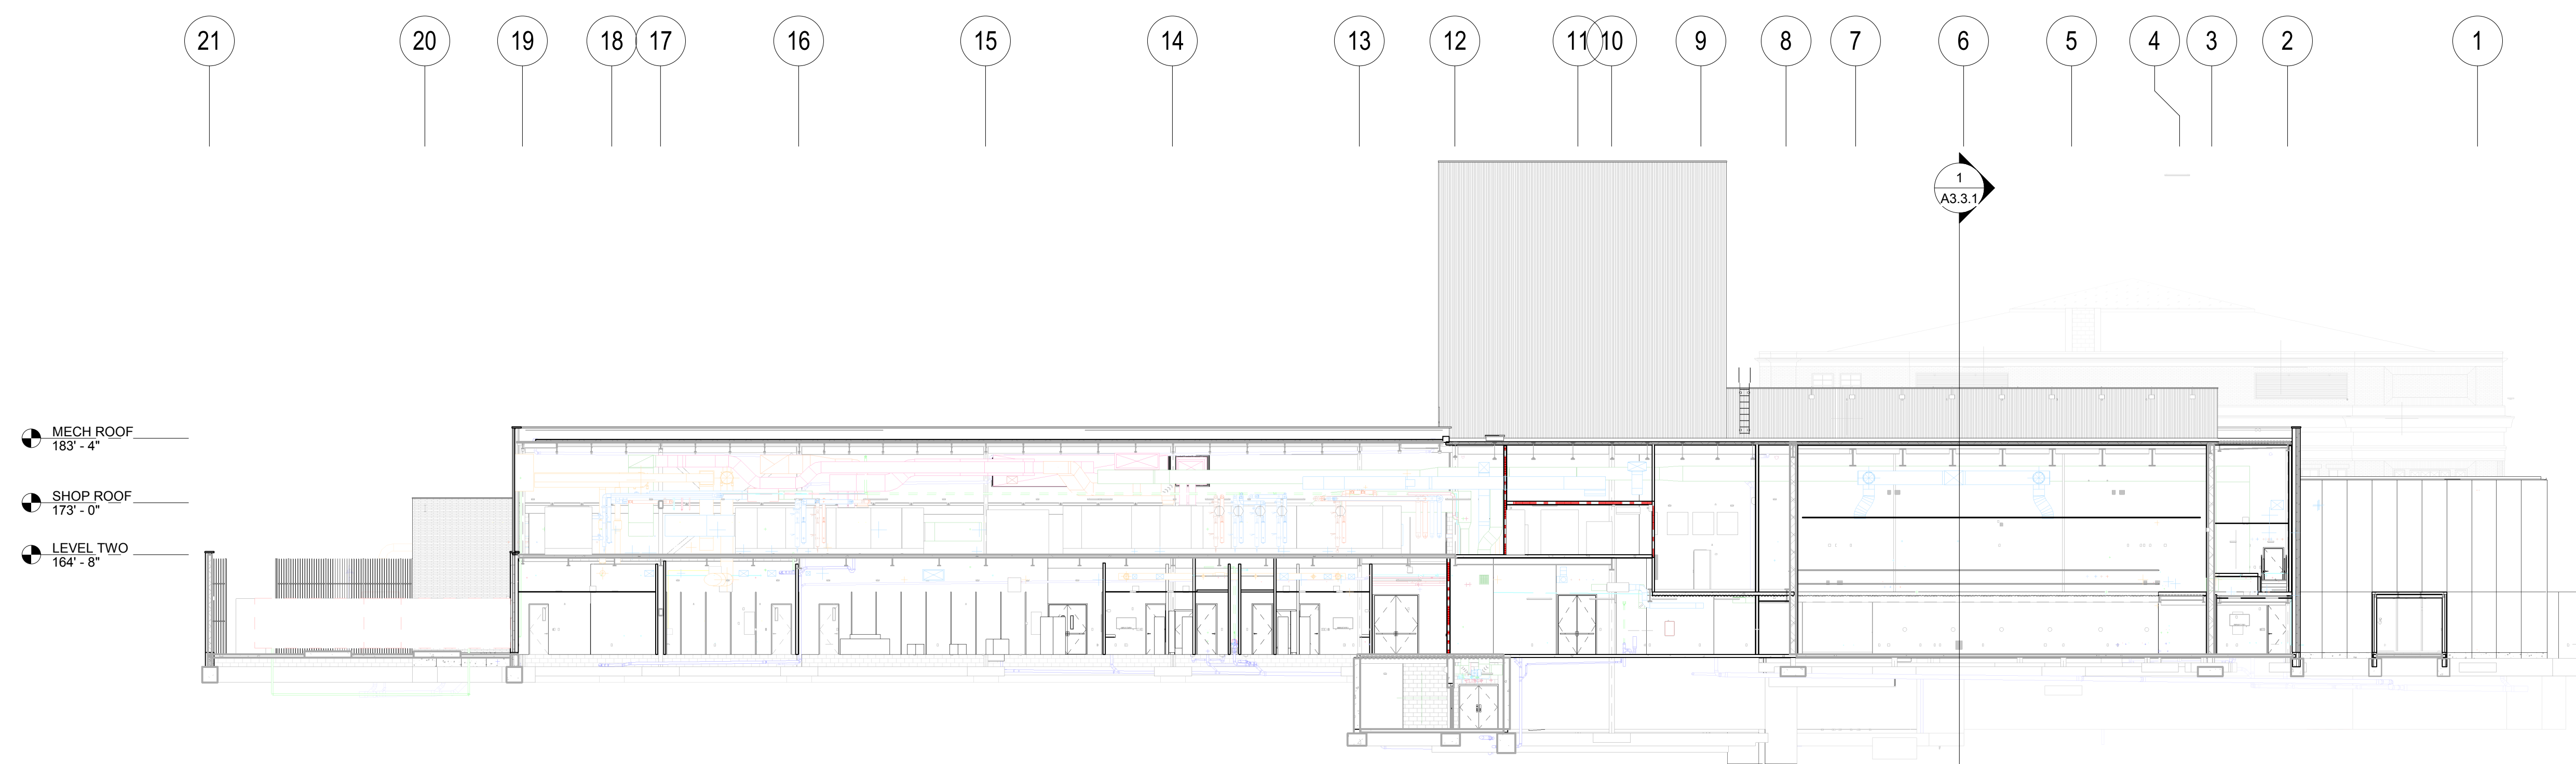 21 20 19 18 17 16 15 14 13 12 11 10 9 8 7 6 5 4 3 2 1
1
A3.3.1
MECH ROOF
183' - 4"
SHOP ROOF
173' - 0"
LEVEL TWO
164' - 8"